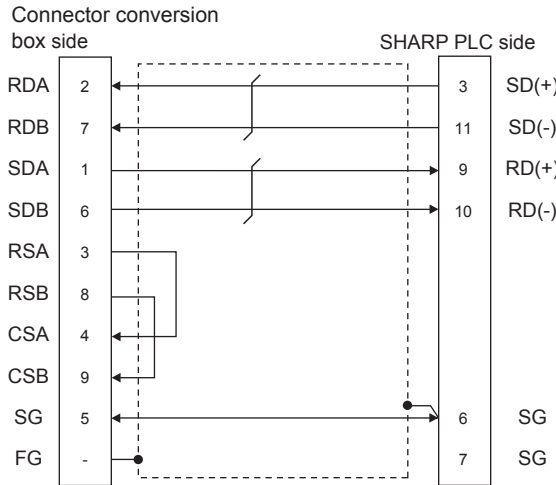 Connector conversion
box side
SHARP PLC side
RDA 2 3 SD(+)
RDB 7 11 SD(-)
SDA 1 9 RD(+)
SDB 6 10 RD(-)
RSA 3
RSB 8
CSA 4
CSB 9
SG 5 6 SG
FG - 7 SG